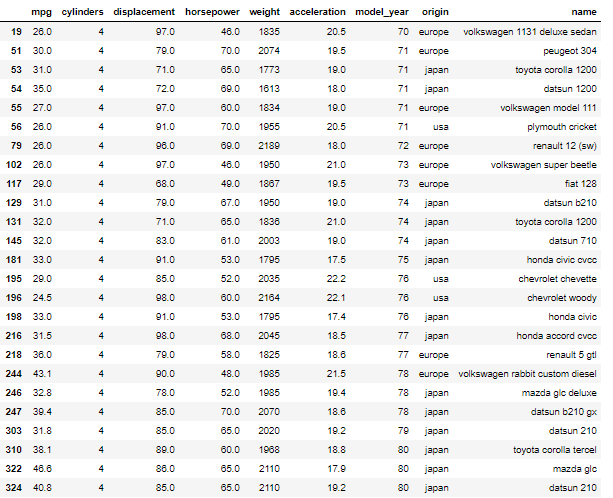 mpg cylinders displacement horsepower weight acceleration model_year origin name
19 26.0 4 97.0 46.0 1835 20.5 70 europe volkswagen 1131 deluxe sedan
51 30.0 4 79.0 70.0 2074 19.5 71 europe peugeot 304
53 31.0 4 71.0 65.0 1773 19.0 71 japan toyota corolla 1200
54 35.0 4 72.0 69.0 1613 18.0 71 japan datsun 1200
55 27.0 4 97.0 60.0 1834 19.0 71 europe volkswagen model 111
56 26.0 4 91.0 70.0 1955 20.5 71 usa plymouth cricket
79 26.0 4 96.0 69.0 2189 18.0 72 europe renault 12 (sw)
102 26.0 4 97.0 46.0 1950 21.0 73 europe volkswagen super beetle
117 29.0 4 68.0 49.0 1867 19.5 73 europe fiat 128
129 31.0 4 79.0 67.0 1950 19.0 74 japan datsun b210
131 32.0 4 71.0 65.0 1836 21.0 74 japan toyota corolla 1200
145 32.0 4 83.0 61.0 2003 19.0 74 japan datsun 710
181 33.0 4 91.0 53.0 1795 17.5 75 japan honda civic cvcc
195 29.0 4 85.0 52.0 2035 22.2 76 usa chevrolet chevette
196 24.5 4 98.0 60.0 2164 22.1 76 usa chevrolet woody
198 33.0 4 91.0 53.0 1795 17.4 76 japan honda civic
216 31.5 4 98.0 68.0 2045 18.5 77 japan honda accord cvcc
218 36.0 4 79.0 58.0 1825 18.6 77 europe renault 5 gtl
244 43.1 4 90.0 48.0 1985 21.5 78 europe volkswagen rabbit custom diesel
246 32.8 4 78.0 52.0 1985 19.4 78 japan mazda glc deluxe
247 39.4 4 85.0 70.0 2070 18.6 78 japan datsun b210 gx
303 31.8 4 85.0 65.0 2020 19.2 79 japan datsun 210
310 38.1 4 89.0 60.0 1968 18.8 80 japan toyota corolla tercel
322 46.6 4 86.0 65.0 2110 17.9 80 japan mazda glc
324 40.8 4 85.0 65.0 2110 19.2 80 japan datsun 210